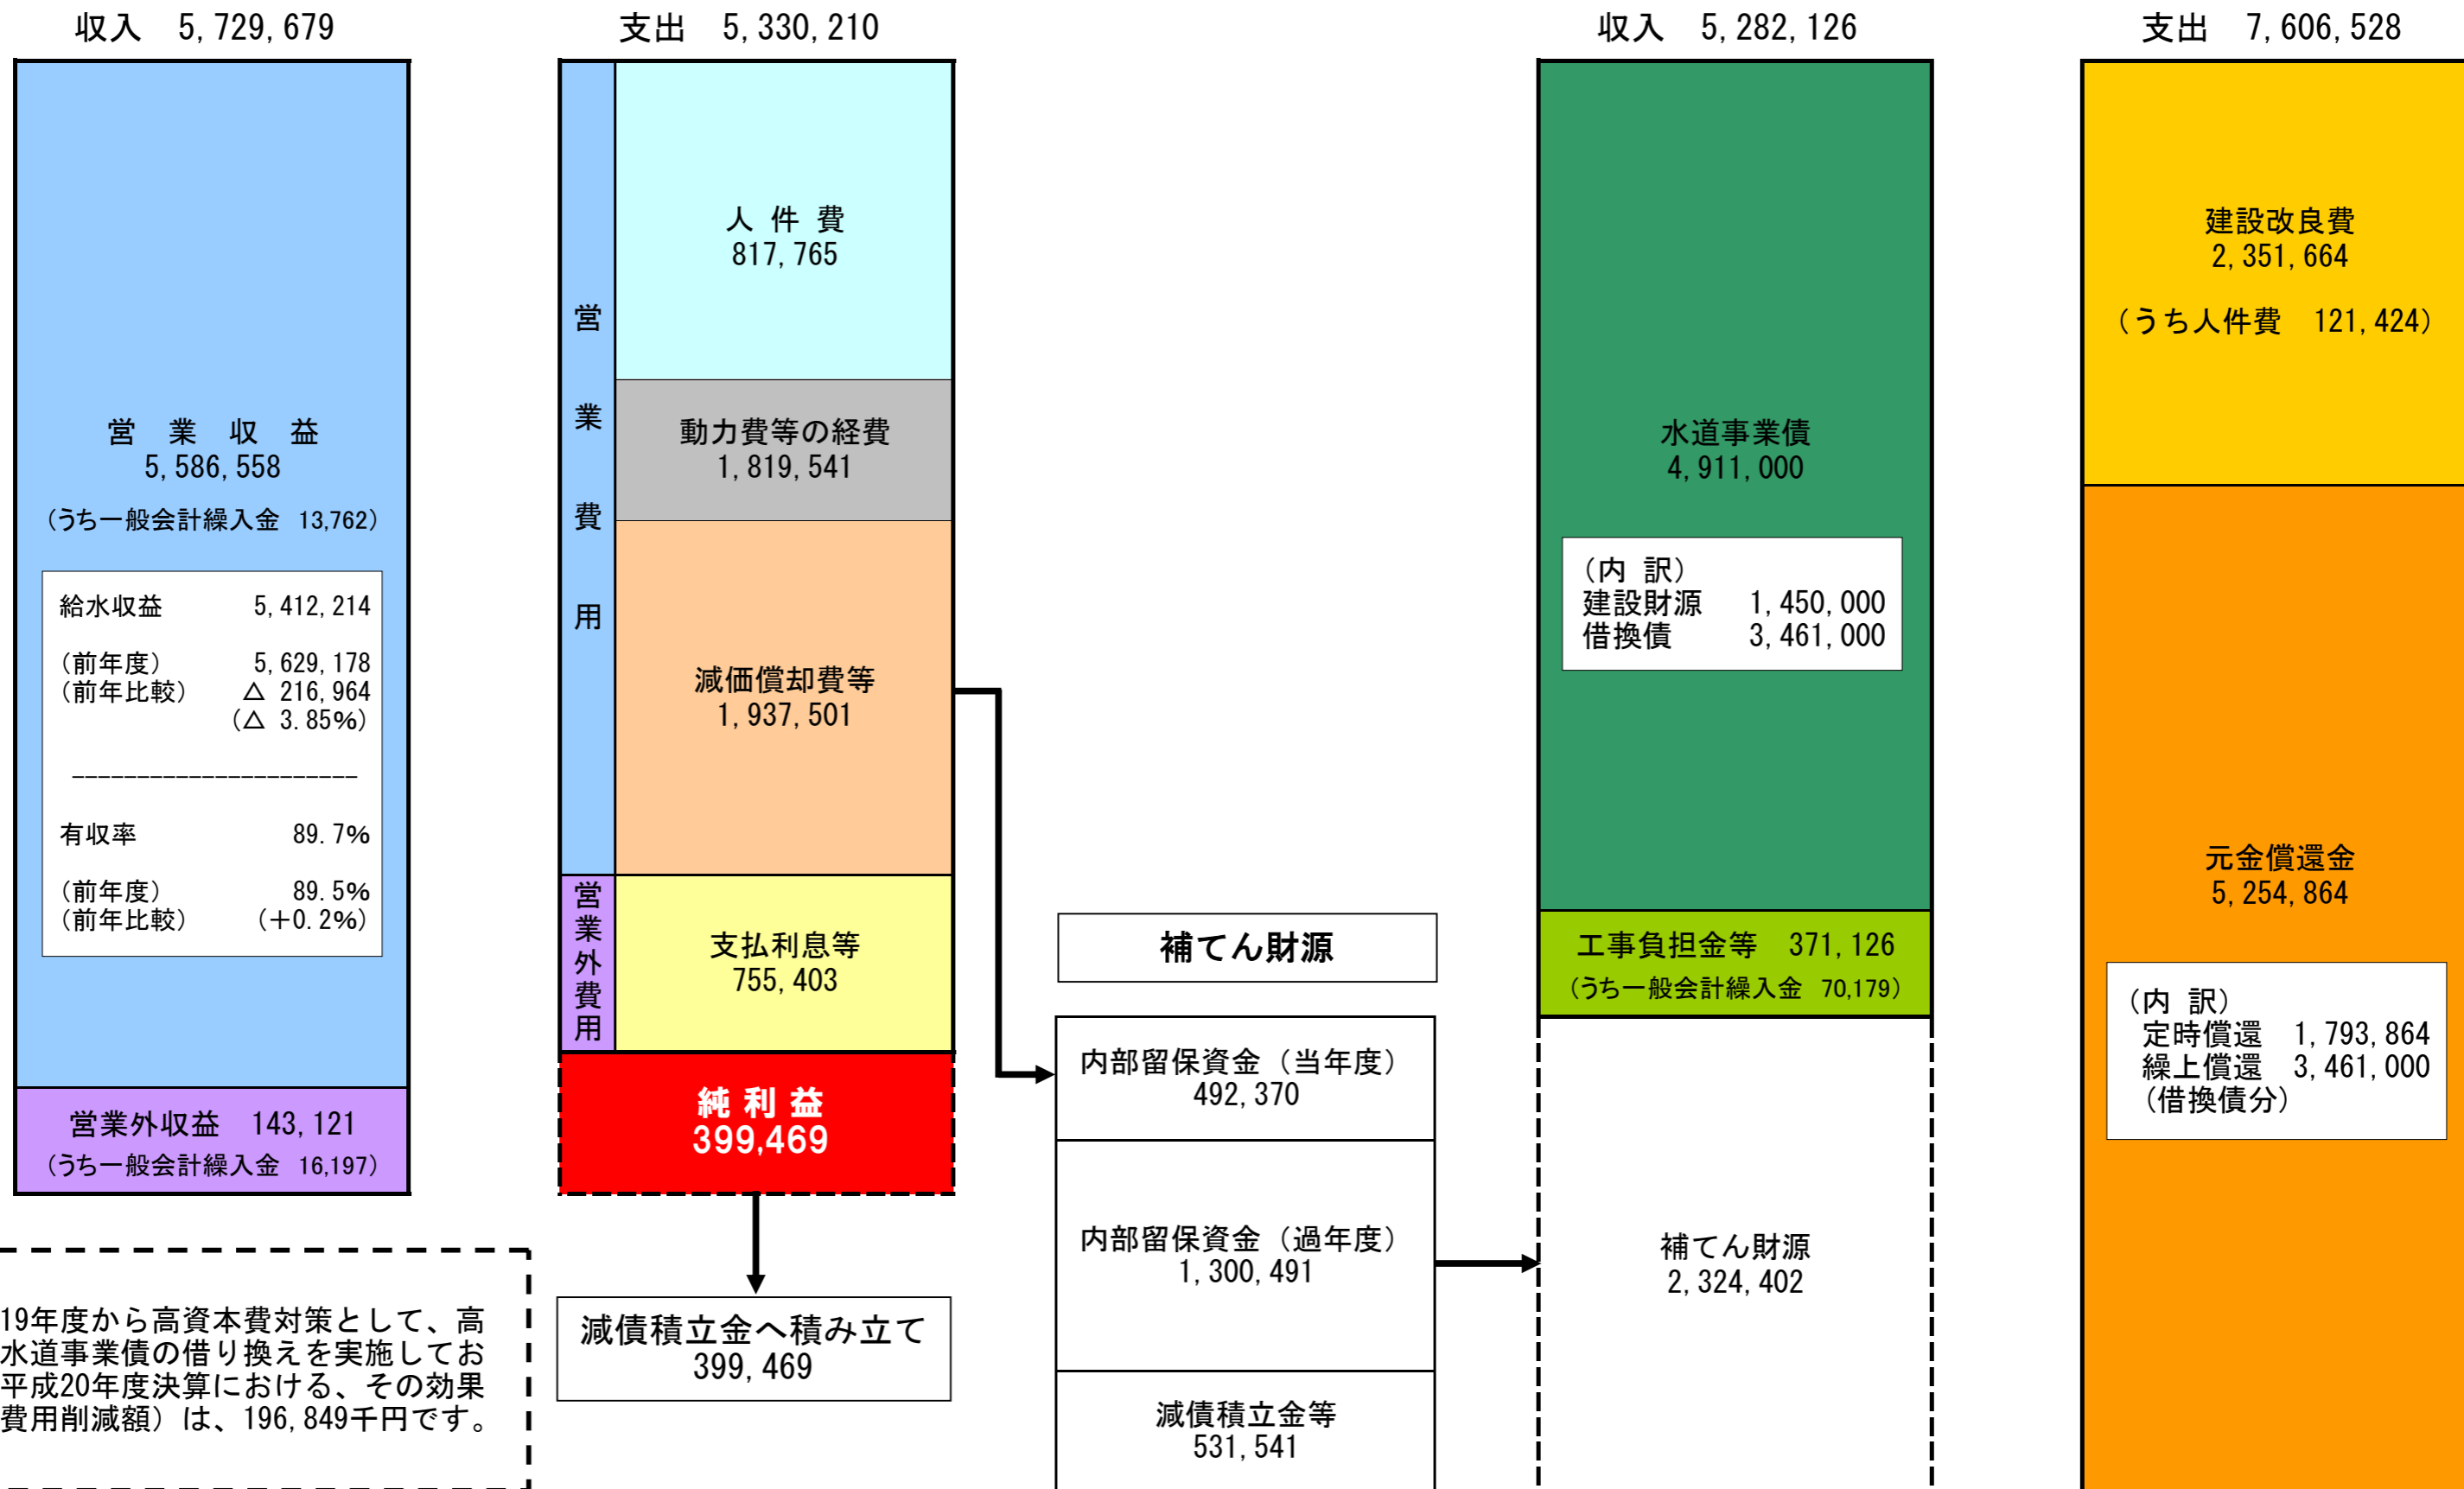 収入　5,729,679
営業収益
5,586,558
（うち一般会計繰入金 13,762）
給水収益 5,412,214
（前年度） 5,629,178
（前年比較） △ 216,964
（△ 3.85%）
----------------------
有収率 89.7%
（前年度） 89.5%
（前年比較） （＋0.2%）
営業外収益　143,121
（うち一般会計繰入金 16,197）
19年度から高資本費対策として、高
水道事業債の借り換えを実施してお
平成20年度決算における、その効果
費用削減額）は、196,849千円です。
支出　5,330,210
営業費用
人件費
817,765
動力費等の経費
1,819,541
減価償却費等
1,937,501
営業外費用
支払利息等
755,403
純利益
399,469
減債積立金へ積み立て
399,469
補てん財源
内部留保資金（当年度）
492,370
内部留保資金（過年度）
1,300,491
減債積立金等
531,541
収入　5,282,126
水道事業債
4,911,000
（内 訳）
建設財源 1,450,000
借換債 3,461,000
工事負担金等　371,126
（うち一般会計繰入金 70,179）
補てん財源
2,324,402
支出　7,606,528
建設改良費
2,351,664
（うち人件費　121,424）
元金償還金
5,254,864
（内 訳）
定時償還 1,793,864
繰上償還 3,461,000
（借換債分）